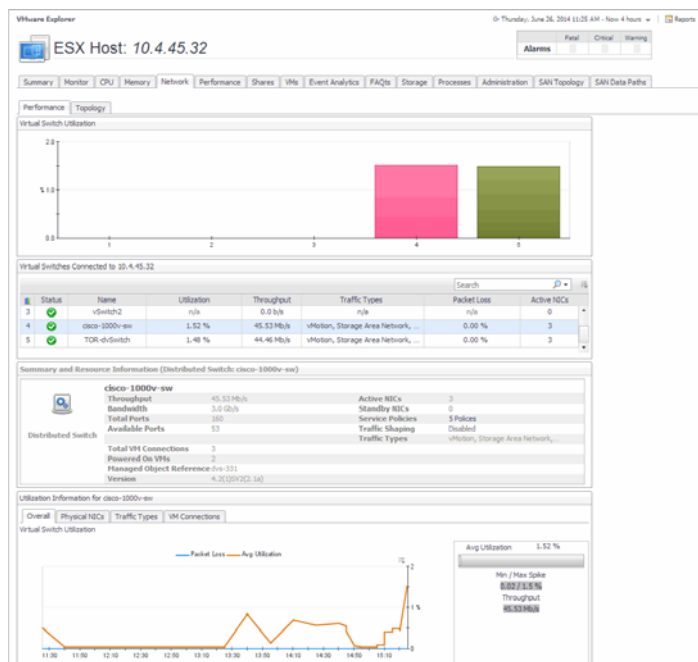 VMware Explorer
Thursday, June 26, 2014 11:25 AM - Now 4 hours
Reports
ESX Host: 10.4.45.32
Fatal Critical Warning
Alarms
Summary Monitor CPU Memory Network Performance Shares VMs Event Analytics FAQts Storage Processes Administration SAN Topology SAN Data Paths
Performance Topology
Virtual Switch Utilization
2.0
% 1.0
0.0
1 2 3 4 5
Virtual Switches Connected to 10.4.45.32
Search
Status Name Utilization Throughput Traffic Types Packet Loss Active NICs
3 vSwitch2 n/a 0.0 b/s n/a n/a 0
4 cisco-1000v-sw 1.52 % 45.53 Mb/s vMotion, Storage Area Network, ... 0.00 % 3
5 TOR-dvSwitch 1.48 % 44.46 Mb/s vMotion, Storage Area Network, ... 0.00 % 3
Summary and Resource Information (Distributed Switch: cisco-1000v-sw)
cisco-1000v-sw
Throughput 45.53 Mb/s Active NICs 3
Bandwidth 3.0 Gb/s Standby NICs 0
Total Ports 160 Service Policies 5 Polices
Available Ports 53 Traffic Shaping Disabled
Distributed Switch
Traffic Types vMotion, Storage Area Network,...
Total VM Connections 3
Powered On VMs 2
Managed Object Reference dvs-331
Version 4.2(1)SV2(2.1a)
Utilization Information for cisco-1000v-sw
Overall Physical NICs Traffic Types VM Connections
Virtual Switch Utilization
Packet Loss Avg Utilization
2
1 %
0
11:30 11:50 12:10 12:30 12:50 13:10 13:30 13:50 14:10 14:30 14:50 15:10
Avg Utilization 1.52 %
Min / Max Spike
0.02 / 1.5 %
Throughput
45.53 Mb/s